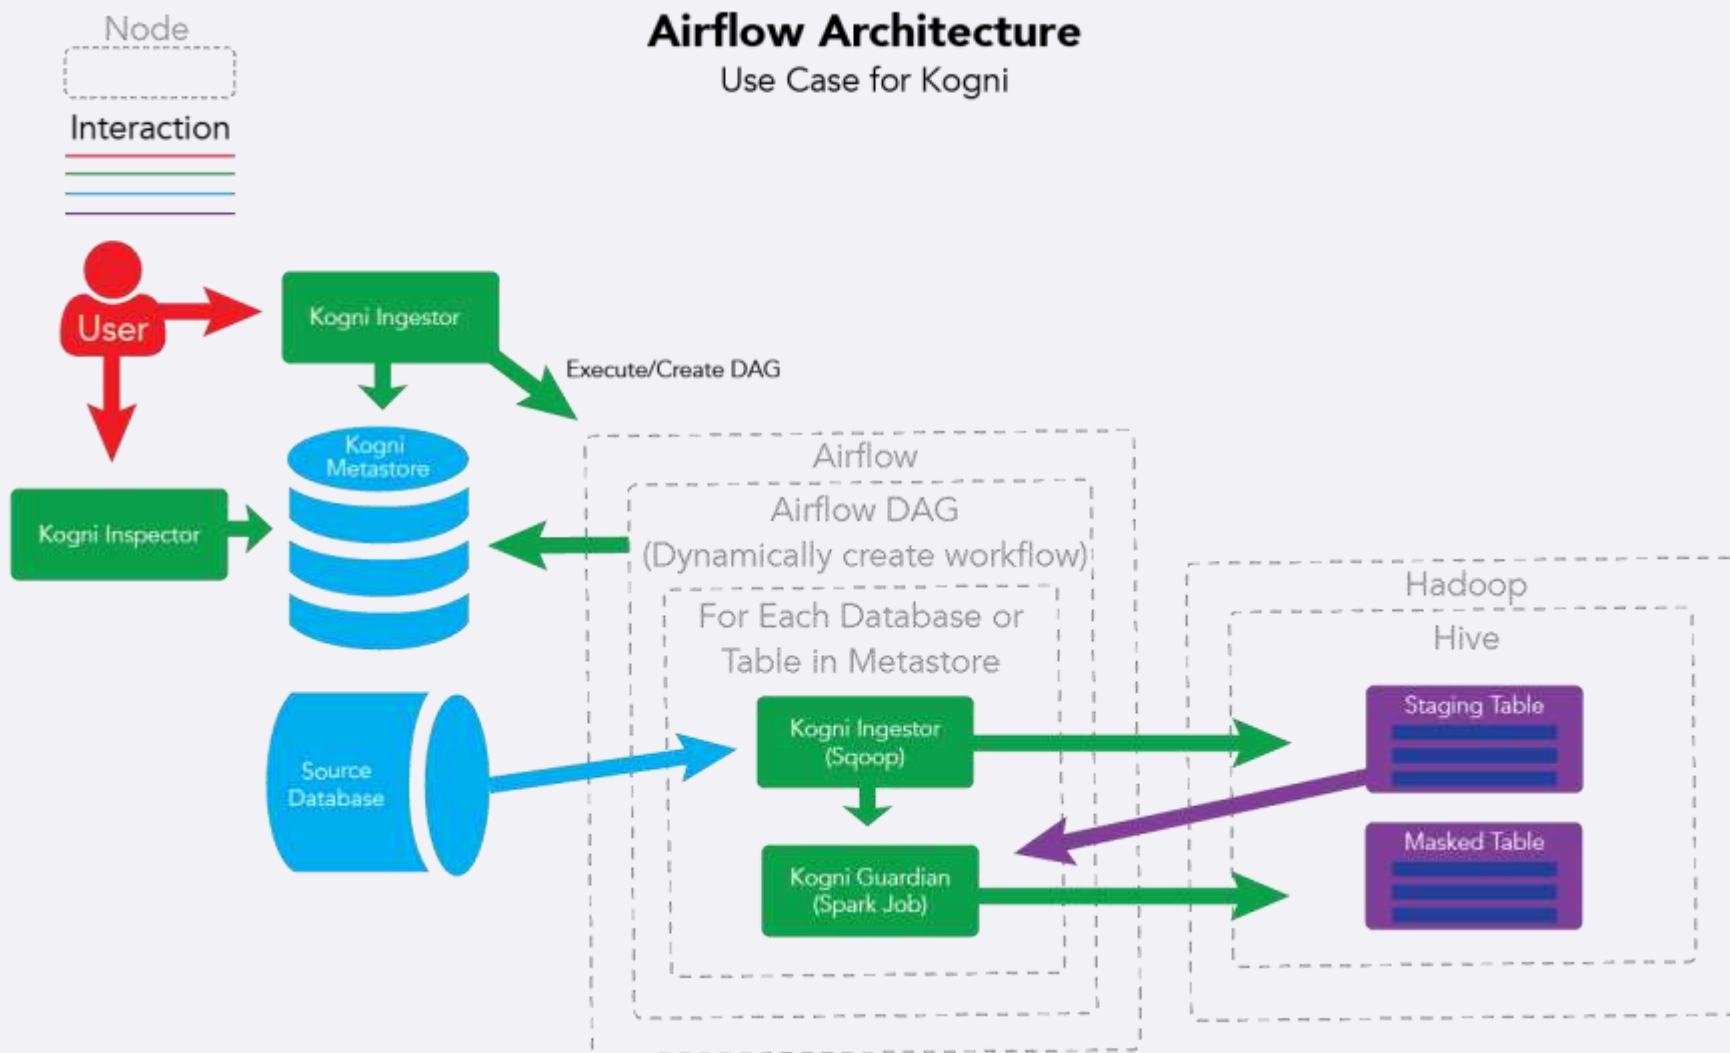 Airflow Architecture
Use Case for Kogni
Node
Interaction
User
Kogni Ingestor
Execute/Create DAG
Kogni
Metastore
Kogni Inspector
Airflow
Airflow DAG
(Dynamically create workflow)
For Each Database or
Table in Metastore
Hadoop
Hive
Source
Database
Kogni Ingestor
(Sqoop)
Staging Table
Kogni Guardian
(Spark Job)
Masked Table